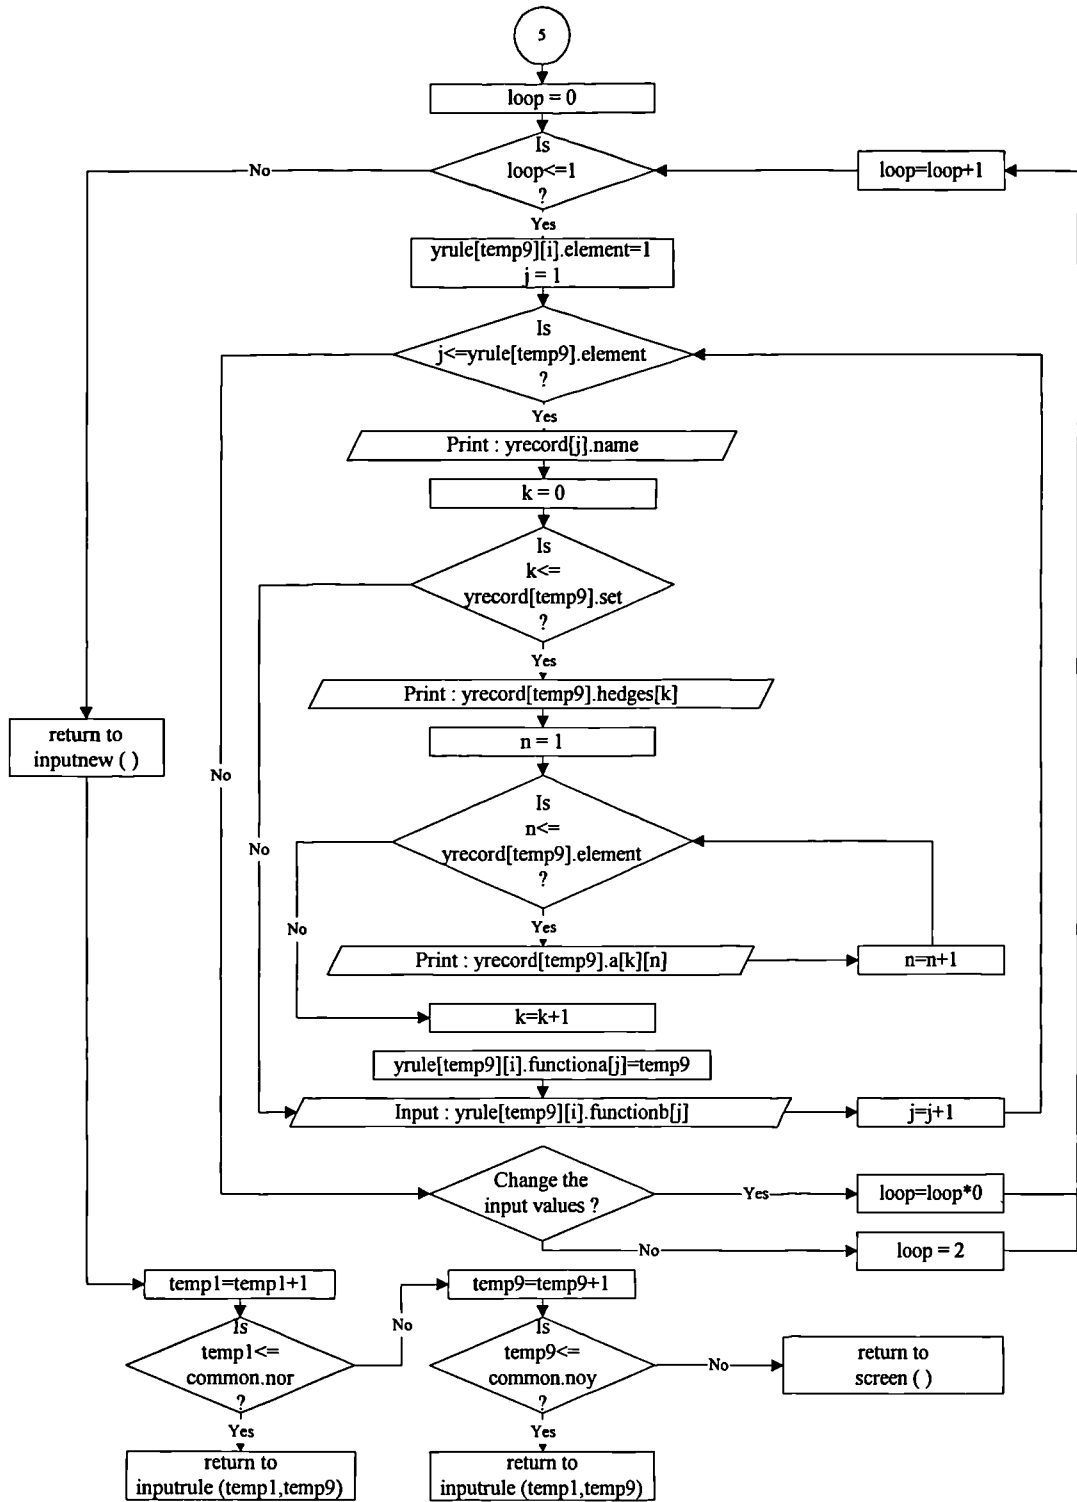 5
loop = 0
Is
loop<=1
?
No
loop=loop+1
Yes
yrule[temp9][i].element=1
j = 1
Is
j<=yrule[temp9].element
?
Yes
Print : yrecord[j].name
k = 0
Is
k<=
yrecord[temp9].set
?
Yes
Print : yrecord[temp9].hedges[k]
return to
inputnew ( )
n = 1
No
Is
n<=
yrecord[temp9].element
?
No
No
Yes
Print : yrecord[temp9].a[k][n]
n=n+1
k=k+1
yrule[temp9][i].functiona[j]=temp9
Input : yrule[temp9][i].functionb[j]
j=j+1
Change the
input values ?
Yes
loop=loop*0
No
loop = 2
temp1=temp1+1
temp9=temp9+1
No
Is
temp1<=
common.nor
?
Is
temp9<=
common.noy
?
No
return to
screen ( )
Yes
Yes
return to
inputrule (temp1,temp9)
return to
inputrule (temp1,temp9)